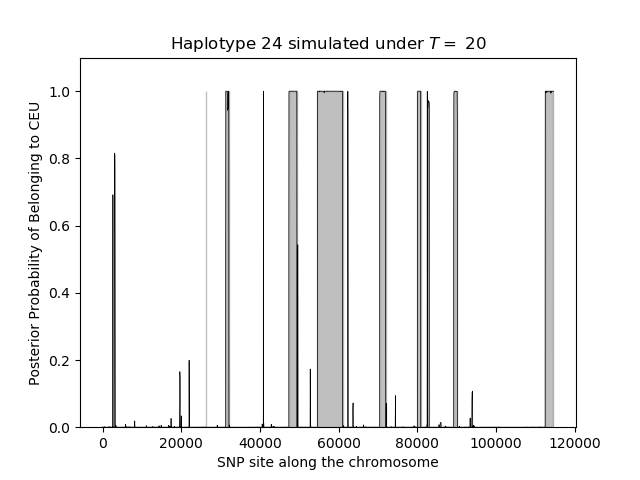 Haplotype 24 simulated under T = 20
Posterior Probability of Belonging to CEU
1.0
0.8
0.6
0.4
0.2
0.0
0 20000 40000 60000 80000 100000 120000
SNP site along the chromosome